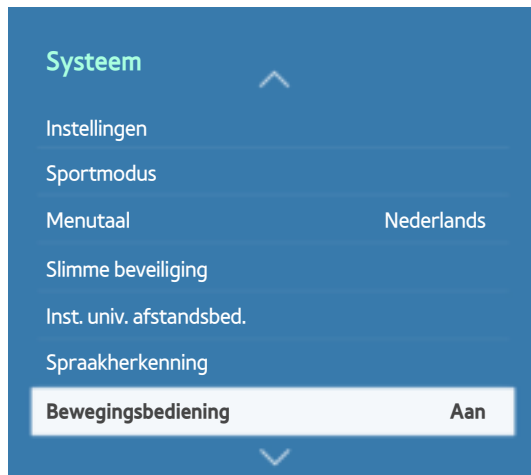 Systeem
Instellingen
Sportmodus
Menutaal Nederlands
Slimme beveiliging
Inst. univ. afstandsbed.
Spraakherkenning
Bewegingsbediening Aan